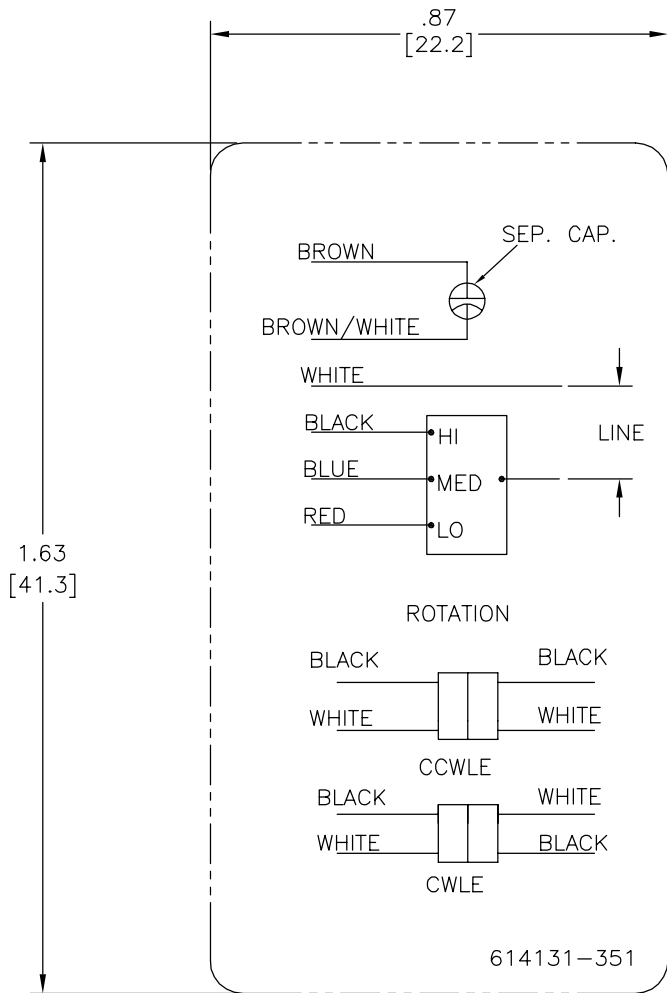 .87
[22.2]
SEP. CAP.
BROWN
BROWN/WHITE
WHITE
BLACK
HI
LINE
BLUE
MED
RED
LO
1.63
[41.3]
ROTATION
BLACK
BLACK
WHITE
WHITE
CCWLE
BLACK
WHITE
WHITE
BLACK
CWLE
614131-351